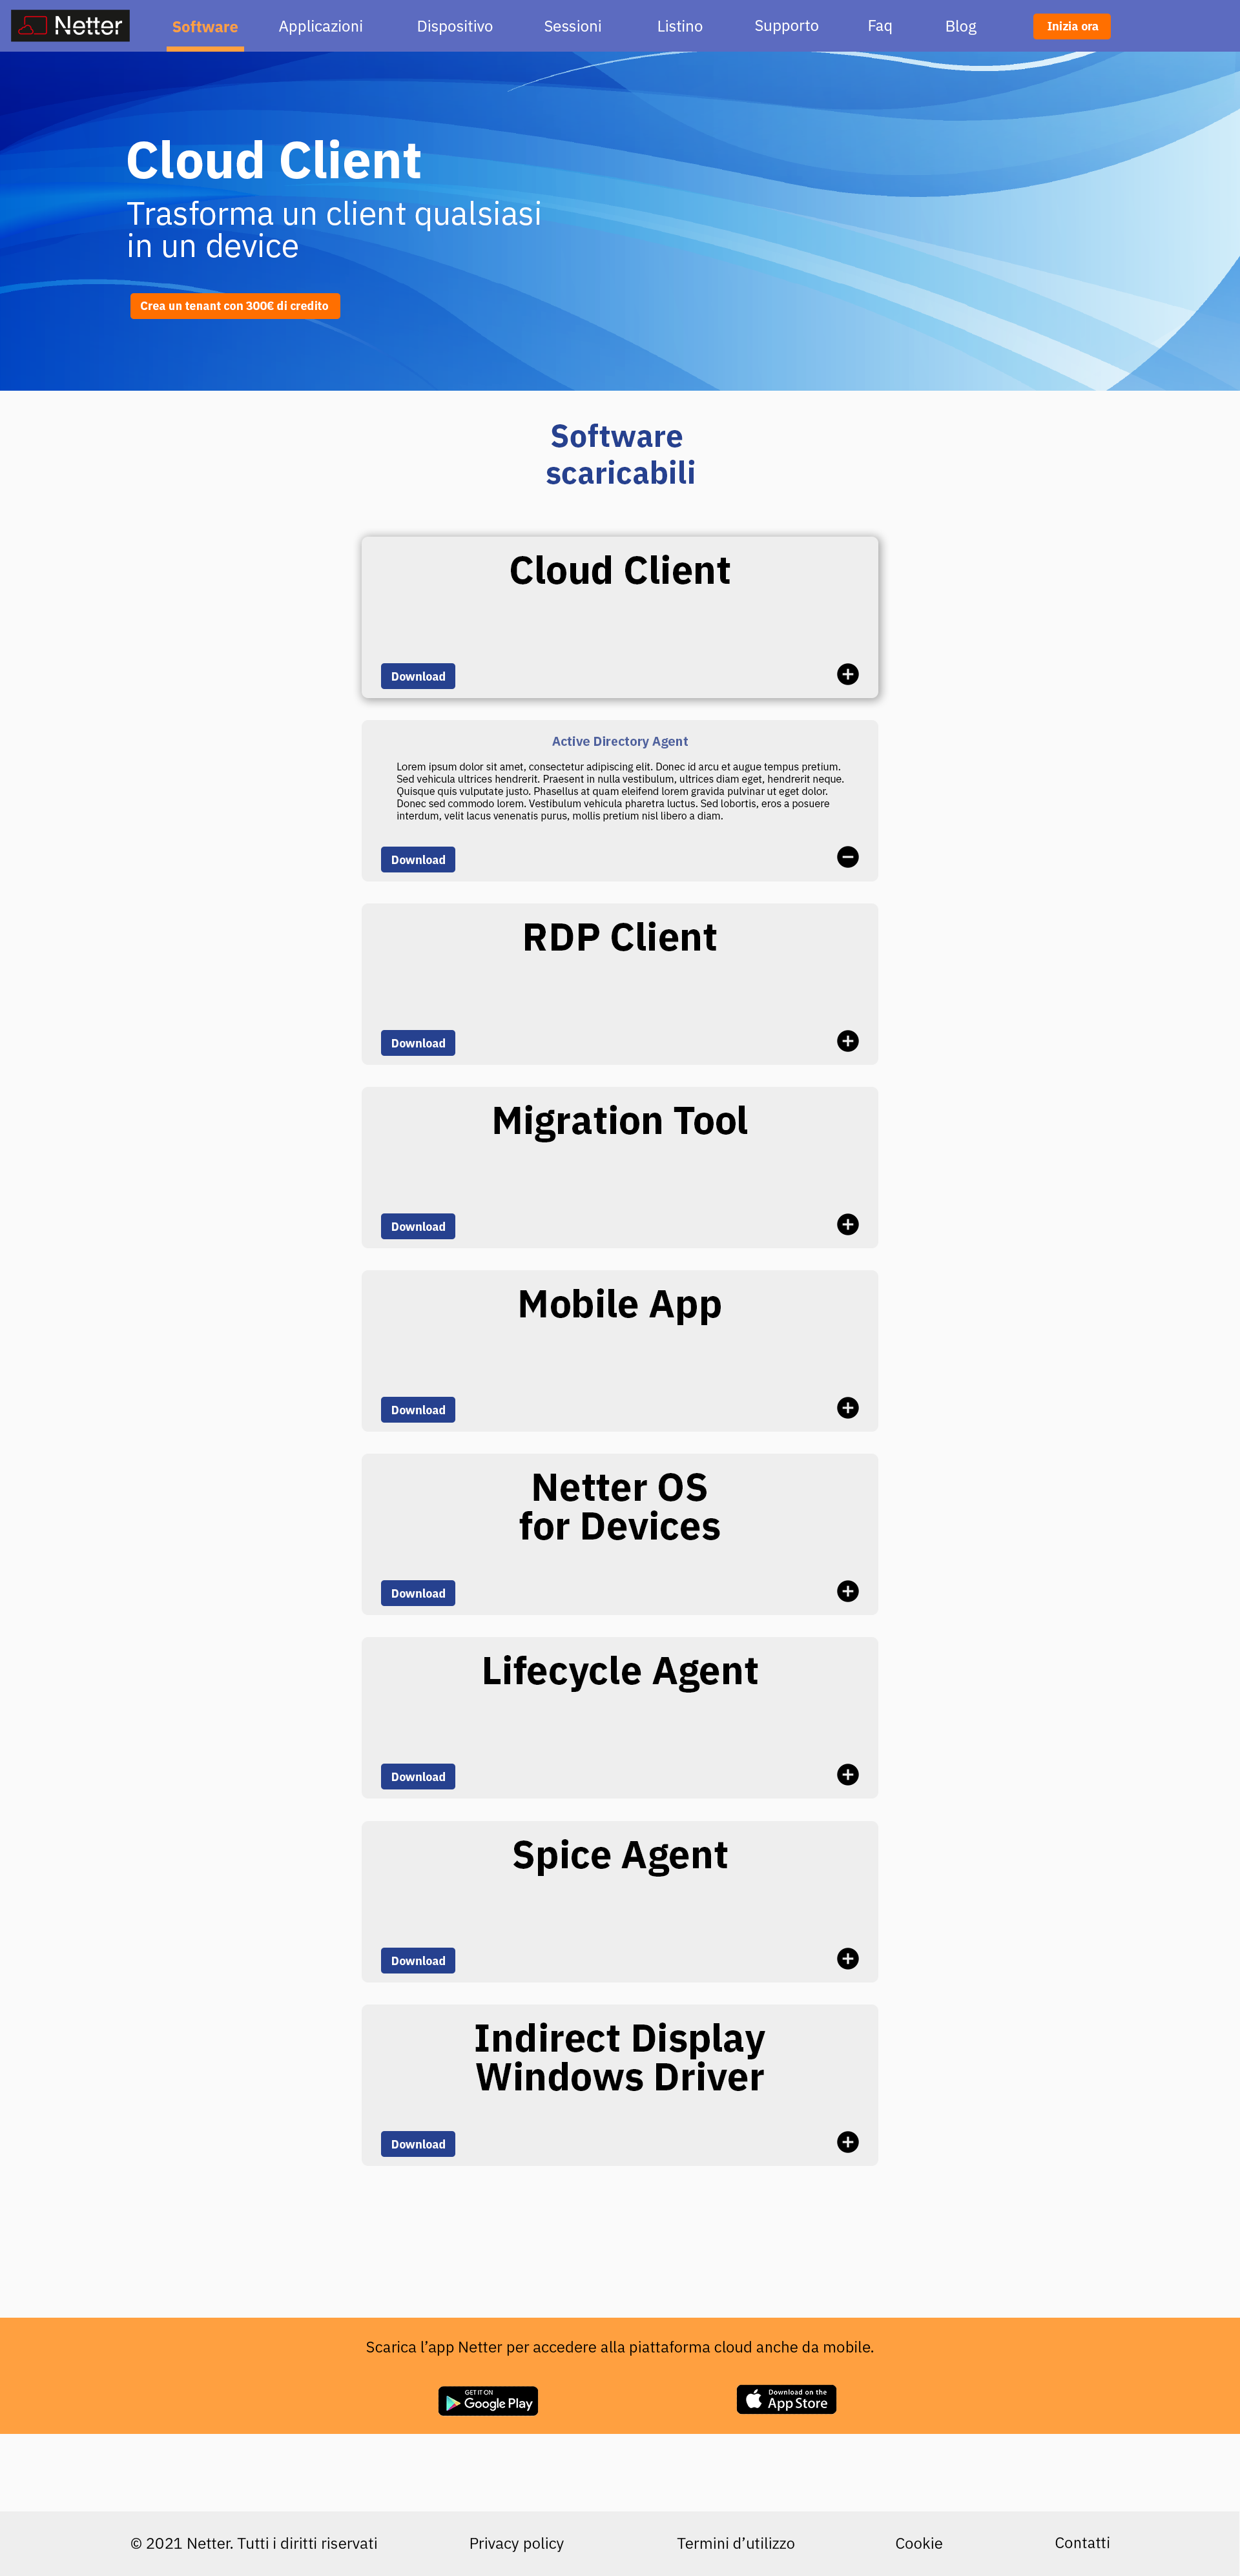 Netter
Software
Applicazioni
Dispositivo
Sessioni
Listino
Supporto
Faq
Blog
Inizia ora
Cloud Client
Trasforma un client qualsiasi
in un device
Crea un tenant con 300€ di credito
Software
scaricabili
Cloud Client
Download
Active Directory Agent
Lorem ipsum dolor sit amet, consectetur adipiscing elit. Donec id arcu et augue tempus pretium.
Sed vehicula ultrices hendrerit. Praesent in nulla vestibulum, ultrices diam eget, hendrerit neque.
Quisque quis vulputate justo. Phasellus at quam eleifend lorem gravida pulvinar ut eget dolor.
Donec sed commodo lorem. Vestibulum vehicula pharetra luctus. Sed lobortis, eros a posuere
interdum, velit lacus venenatis purus, mollis pretium nisl libero a diam.
Download
RDP Client
Download
Migration Tool
Download
Mobile App
Download
Netter OS
for Devices
Download
Lifecycle Agent
Download
Spice Agent
Download
Indirect Display
Windows Driver
Download
Scarica l’app Netter per accedere alla piattaforma cloud anche da mobile.
GET IT ON
Google Play
Download on the
App Store
© 2021 Netter. Tutti i diritti riservati
Privacy policy
Termini d’utilizzo
Cookie
Contatti